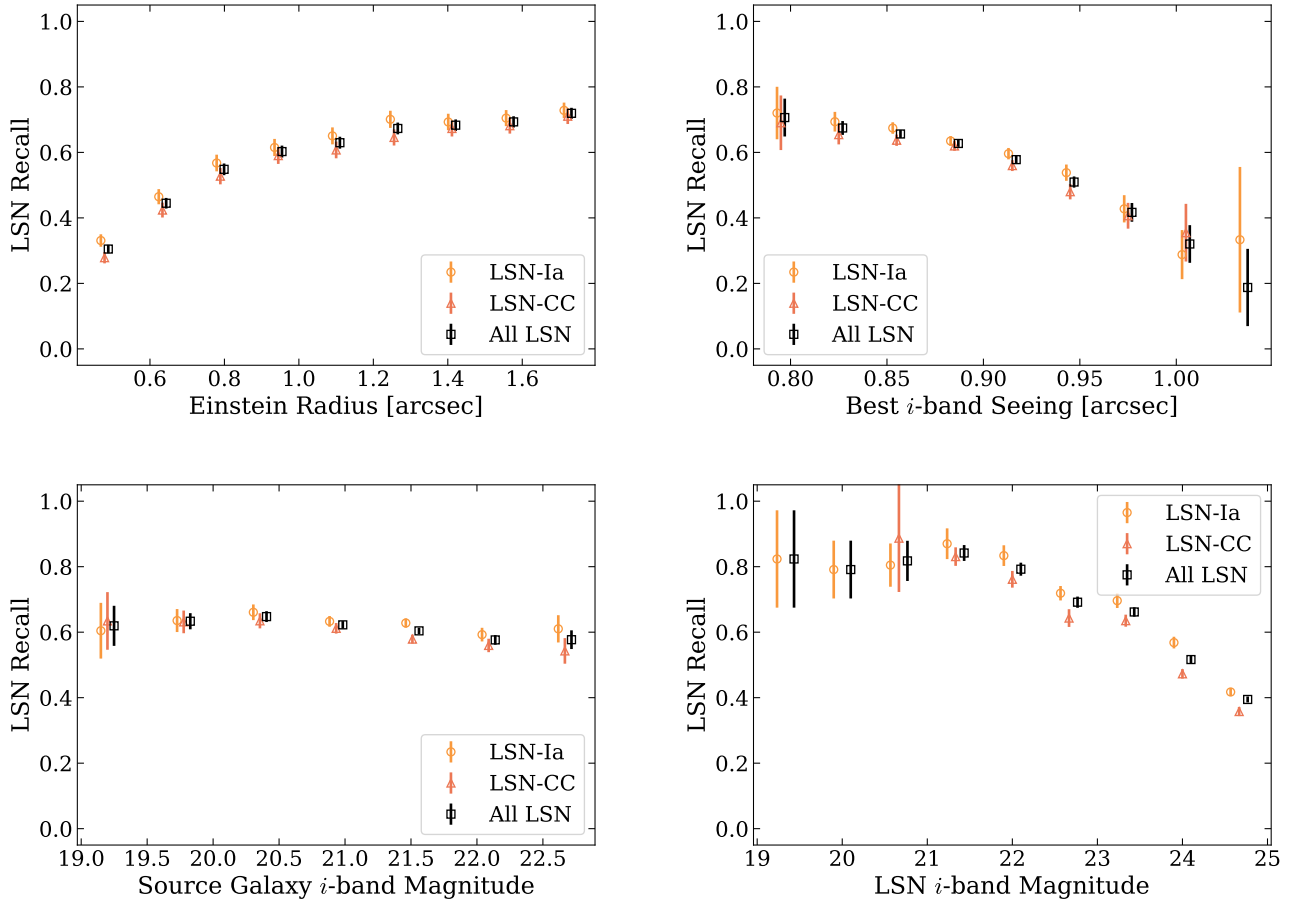 1.0
0.8
0.6
0.4
0.2
0.0
LSN Recall
LSN-Ia
LSN-CC
All LSN
0.6 0.8 1.0 1.2 1.4 1.6
Einstein Radius [arcsec]
1.0
0.8
0.6
0.4
0.2
0.0
LSN Recall
LSN-Ia
LSN-CC
All LSN
0.80 0.85 0.90 0.95 1.00
Best i-band Seeing [arcsec]
1.0
0.8
0.6
0.4
0.2
0.0
LSN Recall
LSN-Ia
LSN-CC
All LSN
19.0 19.5 20.0 20.5 21.0 21.5 22.0 22.5
Source Galaxy i-band Magnitude
1.0
0.8
0.6
0.4
0.2
0.0
LSN Recall
LSN-Ia
LSN-CC
All LSN
19 20 21 22 23 24 25
LSN i-band Magnitude